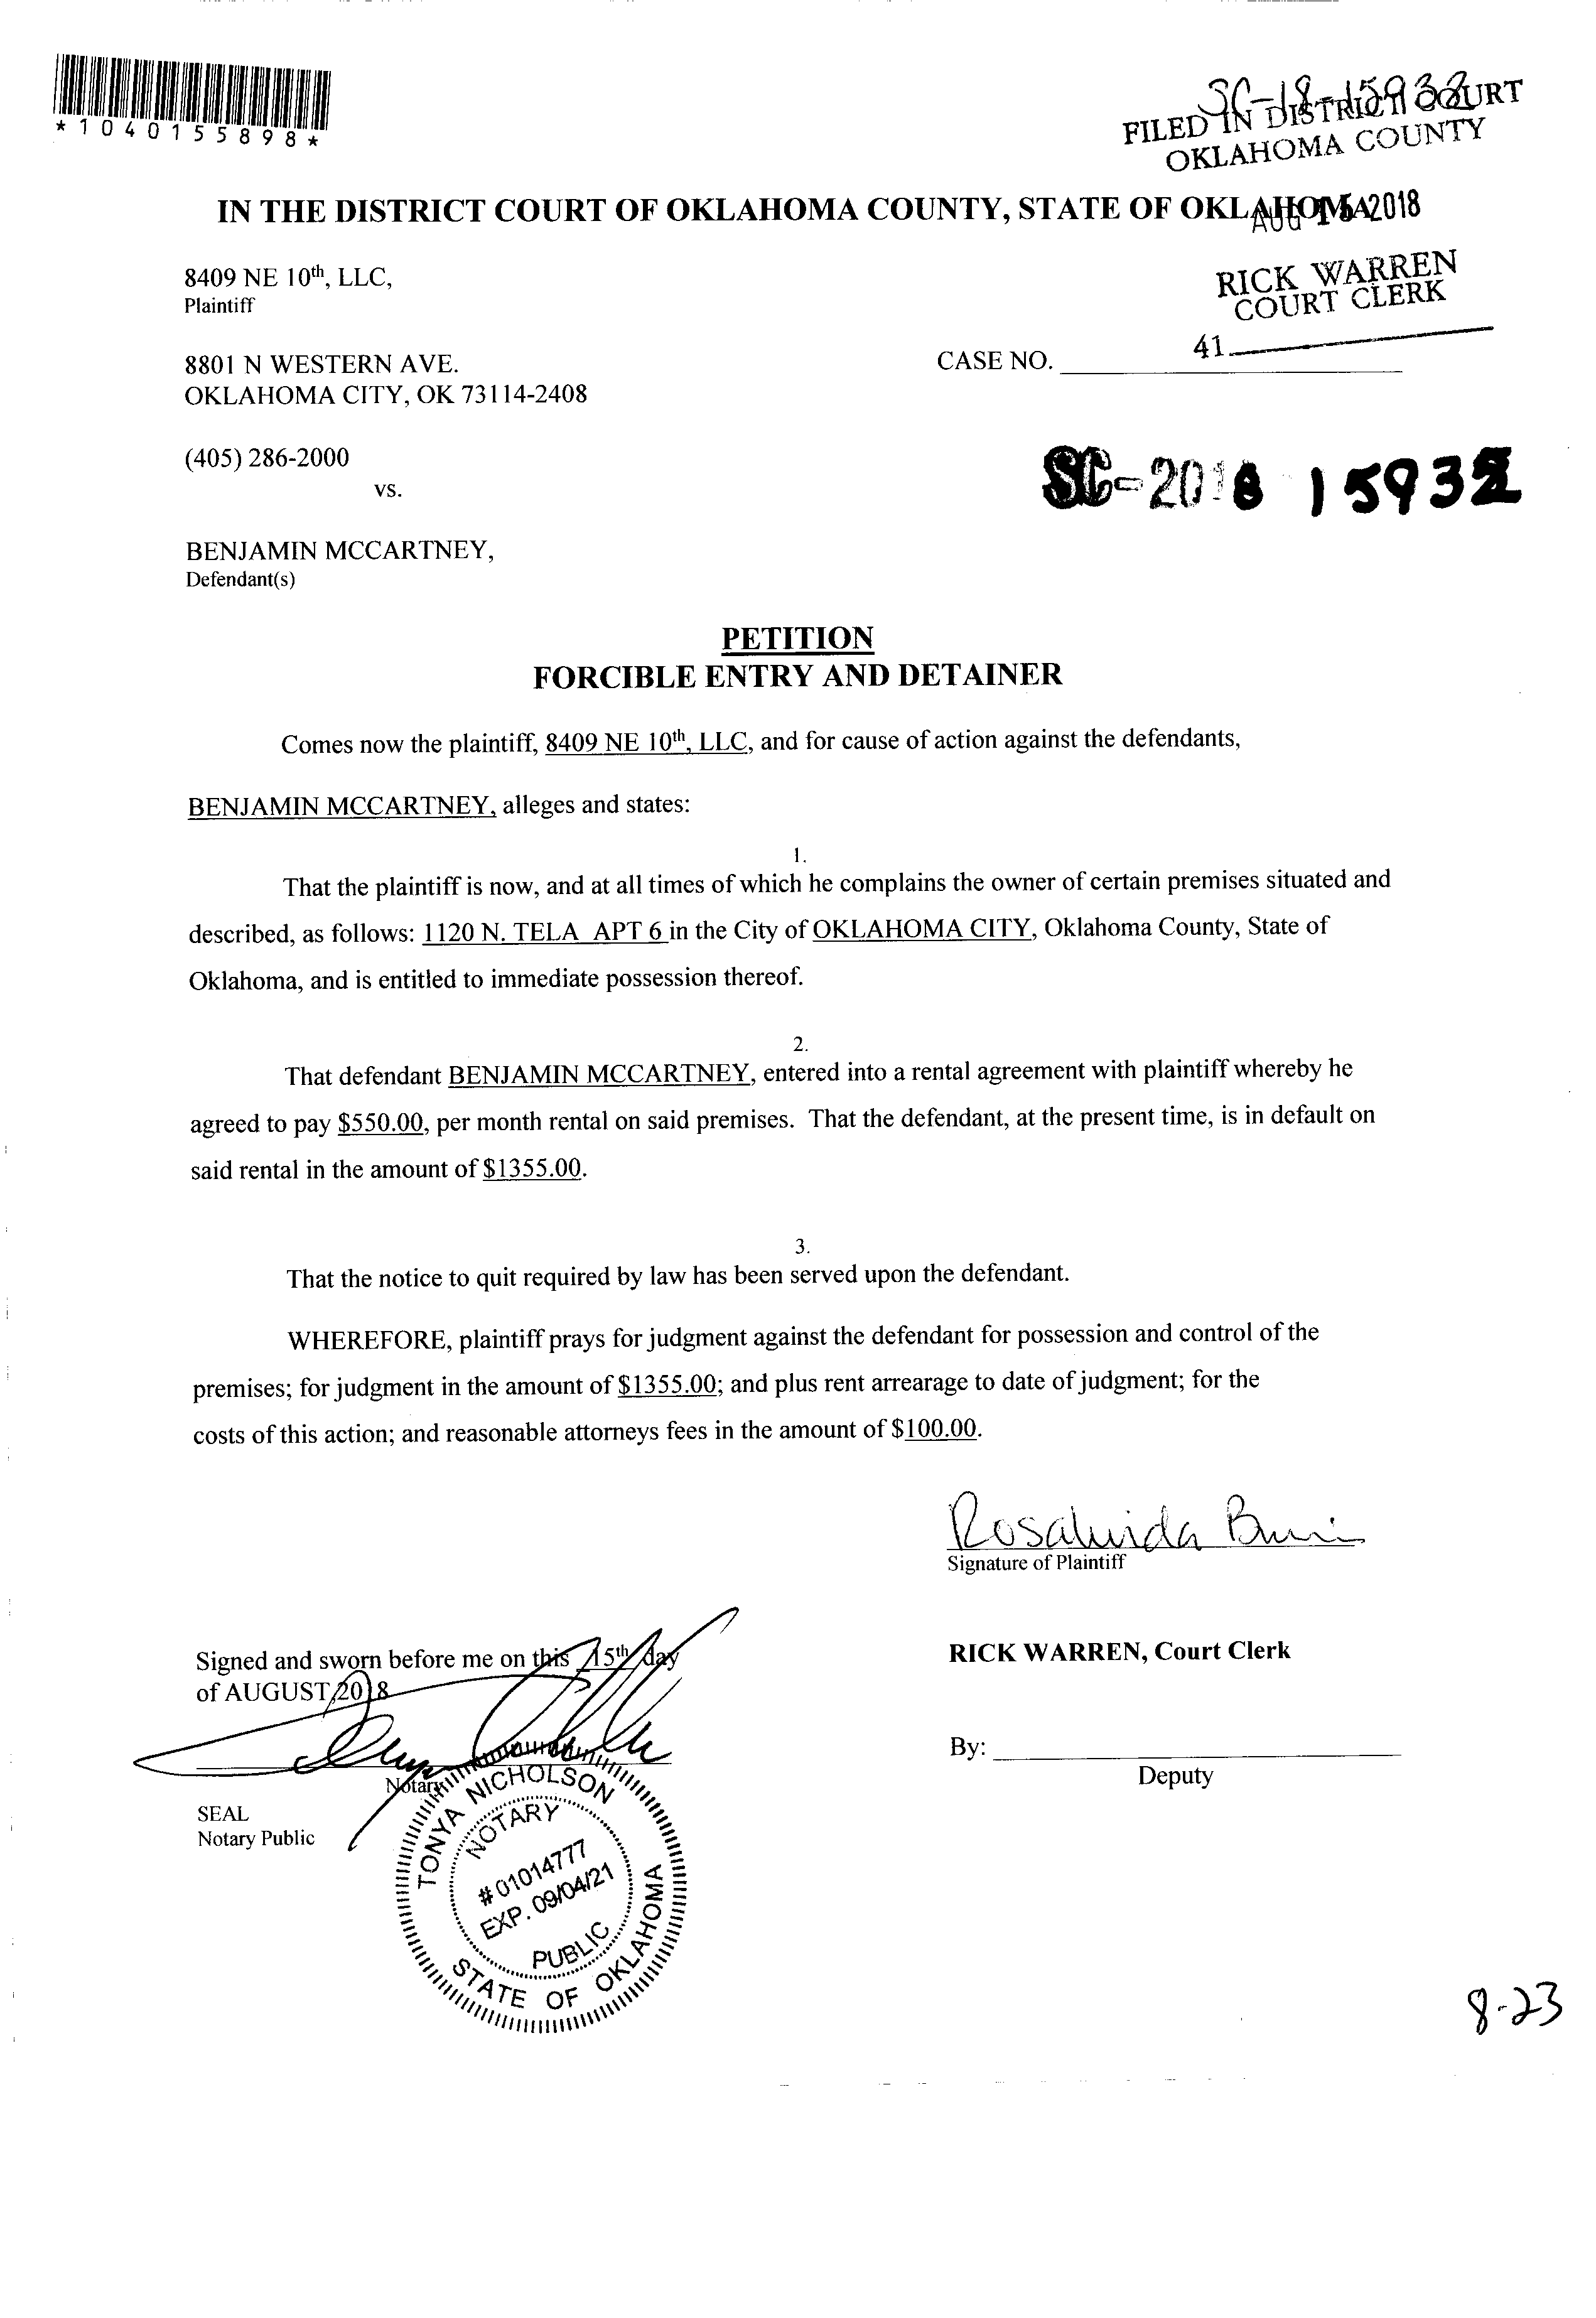 *1040155898*
FILED IN DISTRICT COURT
OKLAHOMA COUNTY
IN THE DISTRICT COURT OF OKLAHOMA COUNTY, STATE OF OKLAHOMA
AUG 15 2018
8409 NE 10th, LLC,
Plaintiff
RICK WARREN
COURT CLERK
41
8801 N WESTERN AVE.
OKLAHOMA CITY, OK 73114-2408
CASE NO.
(405) 286-2000
vs.
SC-2018 15932
BENJAMIN MCCARTNEY,
Defendant(s)
PETITION
FORCIBLE ENTRY AND DETAINER
Comes now the plaintiff, 8409 NE 10th, LLC, and for cause of action against the defendants,
BENJAMIN MCCARTNEY, alleges and states:
1.
That the plaintiff is now, and at all times of which he complains the owner of certain premises situated and
described, as follows: 1120 N. TELA APT 6 in the City of OKLAHOMA CITY, Oklahoma County, State of
Oklahoma, and is entitled to immediate possession thereof.
2.
That defendant BENJAMIN MCCARTNEY, entered into a rental agreement with plaintiff whereby he
agreed to pay $550.00, per month rental on said premises. That the defendant, at the present time, is in default on
said rental in the amount of $1355.00.
3.
That the notice to quit required by law has been served upon the defendant.
WHEREFORE, plaintiff prays for judgment against the defendant for possession and control of the
premises; for judgment in the amount of $1355.00; and plus rent arrearage to date of judgment; for the
costs of this action; and reasonable attorneys fees in the amount of $100.00.
Signature of Plaintiff
Signed and sworn before me on this 15th day
of AUGUST, 2018
RICK WARREN, Court Clerk
By:
Deputy
Notary
SEAL
Notary Public
TONYA NICHOLSON
NOTARY
#01014777
EXP. 09/04/21
PUBLIC
STATE OF OKLAHOMA
8-23